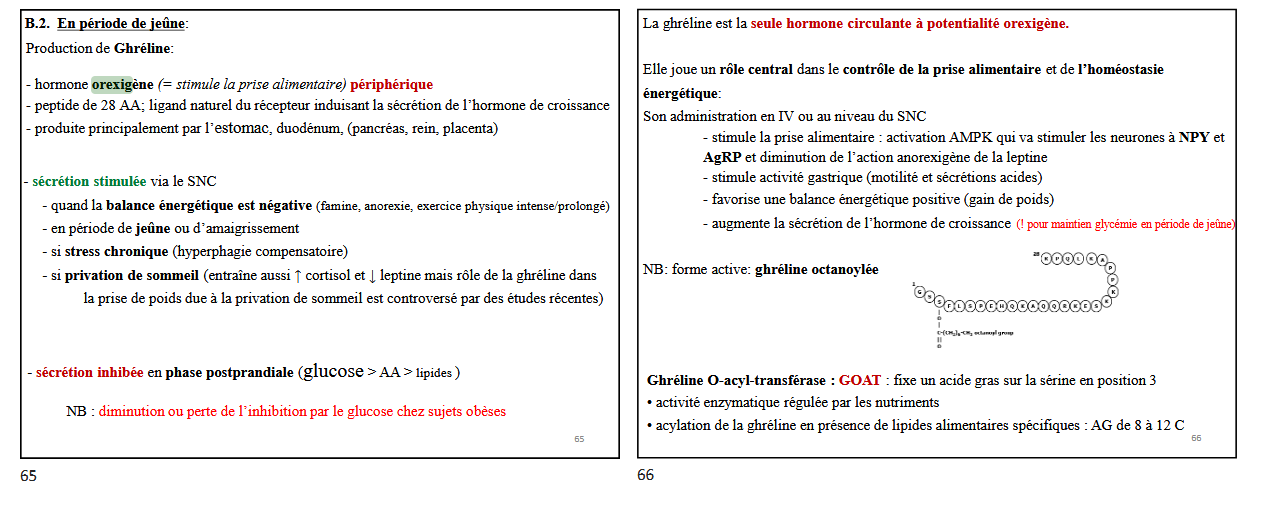 B.2. En période de jeûne:
Production de Ghréline:
- hormone orexigène (= stimule la prise alimentaire) périphérique
- peptide de 28 AA; ligand naturel du récepteur induisant la sécrétion de l'hormone de croissance
- produite principalement par l'estomac, duodénum, (pancréas, rein, placenta)
- sécrétion stimulée via le SNC
- quand la balance énergétique est négative (famine, anorexie, exercice physique intense/prolongé)
- en période de jeûne ou d'amaigrissement
- si stress chronique (hyperphagie compensatoire)
- si privation de sommeil (entraîne aussi ↑ cortisol et ↓ leptine mais rôle de la ghréline dans
la prise de poids due à la privation de sommeil est controversé par des études récentes)
- sécrétion inhibée en phase postprandiale (glucose > AA > lipides )
NB : diminution ou perte de l'inhibition par le glucose chez sujets obèses
65
65
La ghréline est la seule hormone circulante à potentialité orexigène.
Elle joue un rôle central dans le contrôle de la prise alimentaire et de l'homéostasie
énergétique:
Son administration en IV ou au niveau du SNC
- stimule la prise alimentaire : activation AMPK qui va stimuler les neurones à NPY et
AgRP et diminution de l'action anorexigène de la leptine
- stimule activité gastrique (motilité et sécrétions acides)
- favorise une balance énergétique positive (gain de poids)
- augmente la sécrétion de l'hormone de croissance (! pour maintien glycémie en période de jeûne)
NB: forme active: ghréline octanoylée
octanoyl group
Ghréline O-acyl-transférase : GOAT : fixe un acide gras sur la sérine en position 3
• activité enzymatique régulée par les nutriments
• acylation de la ghréline en présence de lipides alimentaires spécifiques : AG de 8 à 12 C
66
66